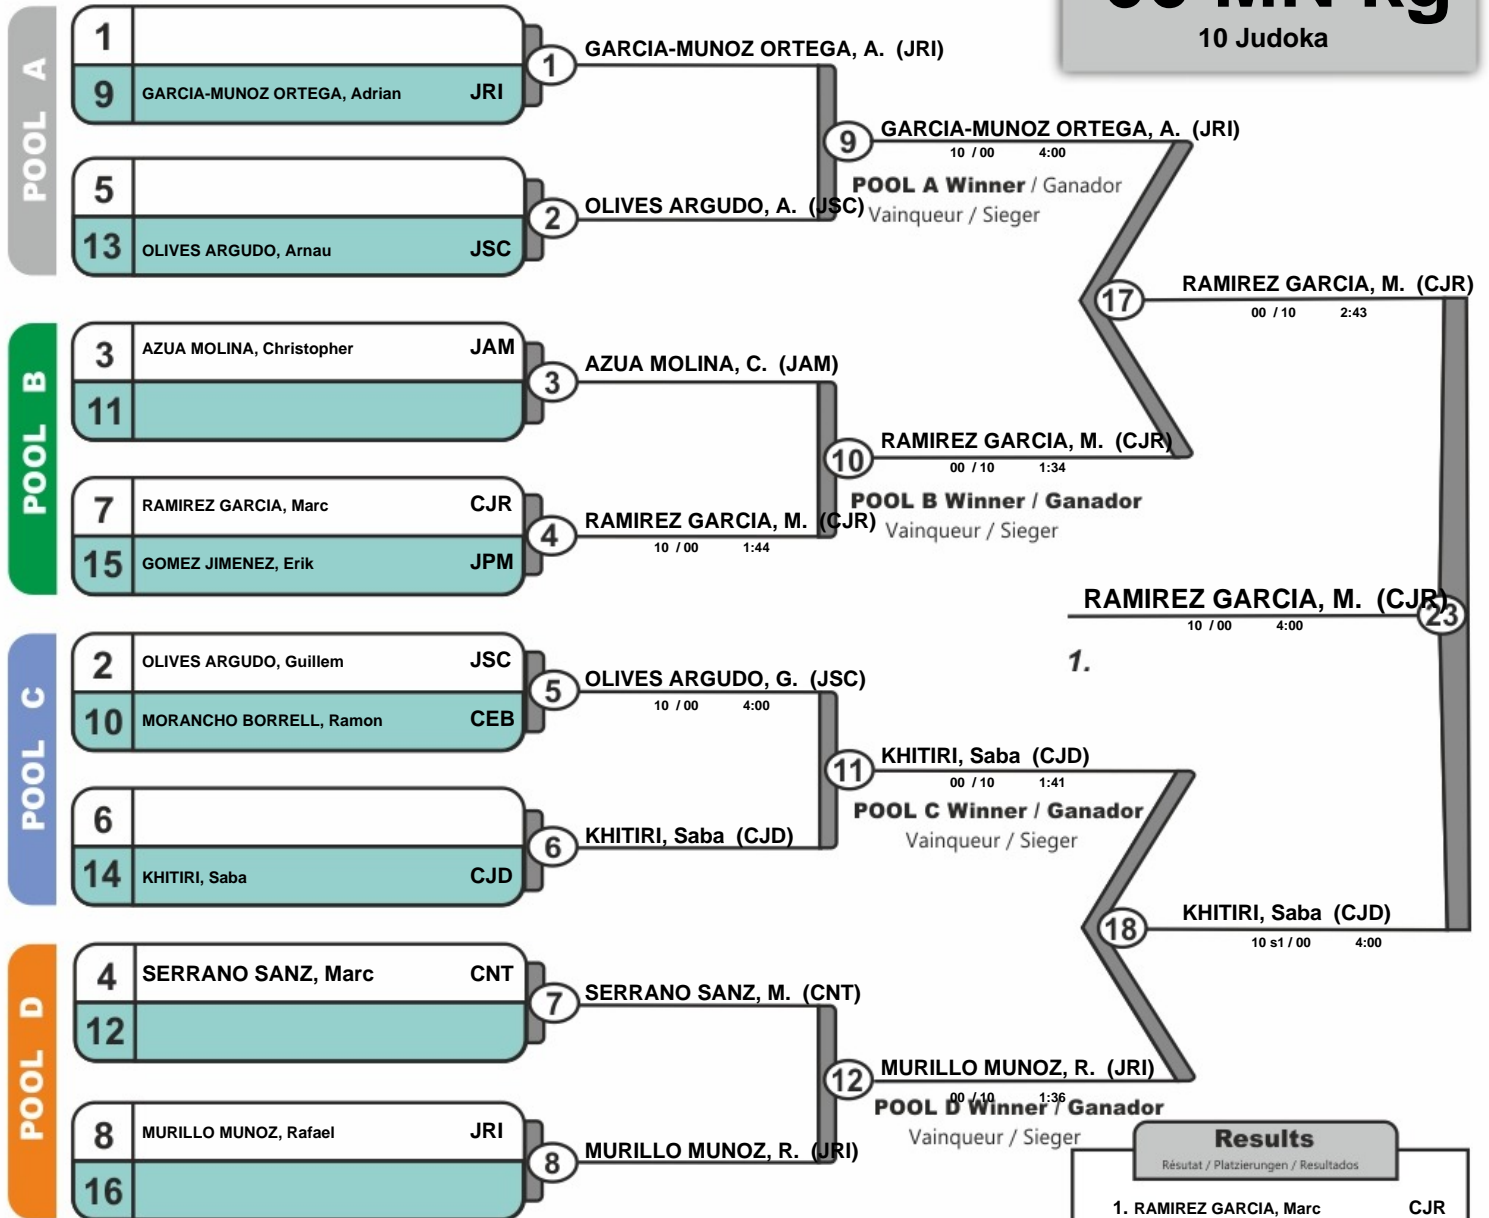 10 Judoka
POOL A
1
9 GARCIA-MUNOZ ORTEGA, Adrian JRI
1
GARCIA-MUNOZ ORTEGA, A. (JRI)
5
13 OLIVES ARGUDO, Arnau JSC
2
OLIVES ARGUDO, A. (JSC)
9
GARCIA-MUNOZ ORTEGA, A. (JRI)
10 / 00 4:00
POOL A Winner / Ganador
Vainqueur / Sieger
POOL B
3 AZUA MOLINA, Christopher JAM
11
3
AZUA MOLINA, C. (JAM)
7 RAMIREZ GARCIA, Marc CJR
15 GOMEZ JIMENEZ, Erik JPM
4
RAMIREZ GARCIA, M. (CJR)
10 / 00 1:44
10
RAMIREZ GARCIA, M. (CJR)
00 / 10 1:34
POOL B Winner / Ganador
Vainqueur / Sieger
17
RAMIREZ GARCIA, M. (CJR)
00 / 10 2:43
RAMIREZ GARCIA, M. (CJR)
23
10 / 00 4:00
1.
POOL C
2 OLIVES ARGUDO, Guillem JSC
10 MORANCHO BORRELL, Ramon CEB
5
OLIVES ARGUDO, G. (JSC)
10 / 00 4:00
6
14 KHITIRI, Saba CJD
6
KHITIRI, Saba (CJD)
11
KHITIRI, Saba (CJD)
00 / 10 1:41
POOL C Winner / Ganador
Vainqueur / Sieger
POOL D
4 SERRANO SANZ, Marc CNT
12
7
SERRANO SANZ, M. (CNT)
8 MURILLO MUNOZ, Rafael JRI
16
8
MURILLO MUNOZ, R. (JRI)
12
MURILLO MUNOZ, R. (JRI)
00 / 10 1:36
POOL D Winner / Ganador
Vainqueur / Sieger
18
KHITIRI, Saba (CJD)
10 s1 / 00 4:00
Results
Résutat / Platzierungen / Resultados
1. RAMIREZ GARCIA, Marc CJR